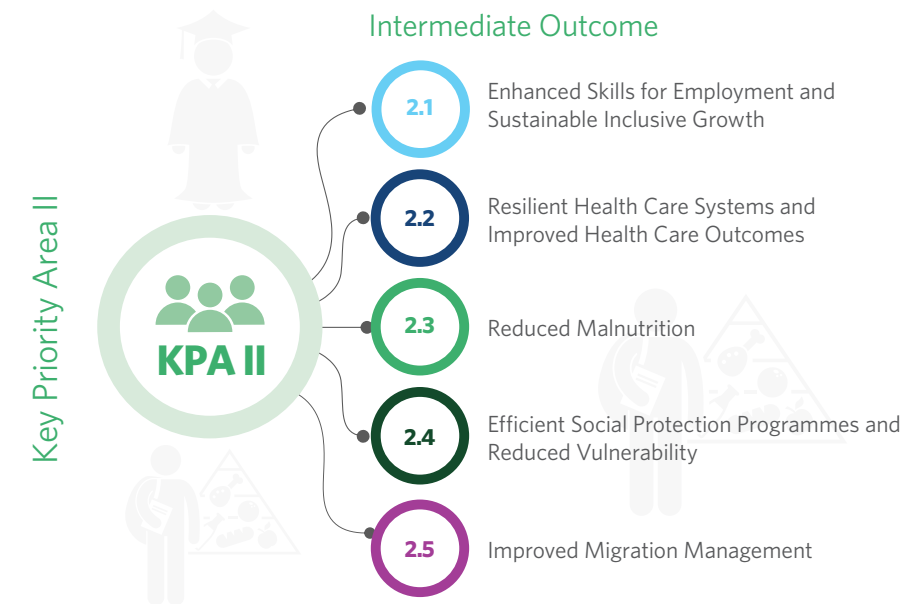 Intermediate Outcome
Key Priority Area II
KPA II
2.1
Enhanced Skills for Employment and
Sustainable Inclusive Growth
2.2
Resilient Health Care Systems and
Improved Health Care Outcomes
2.3
Reduced Malnutrition
2.4
Efficient Social Protection Programmes and
Reduced Vulnerability
2.5
Improved Migration Management